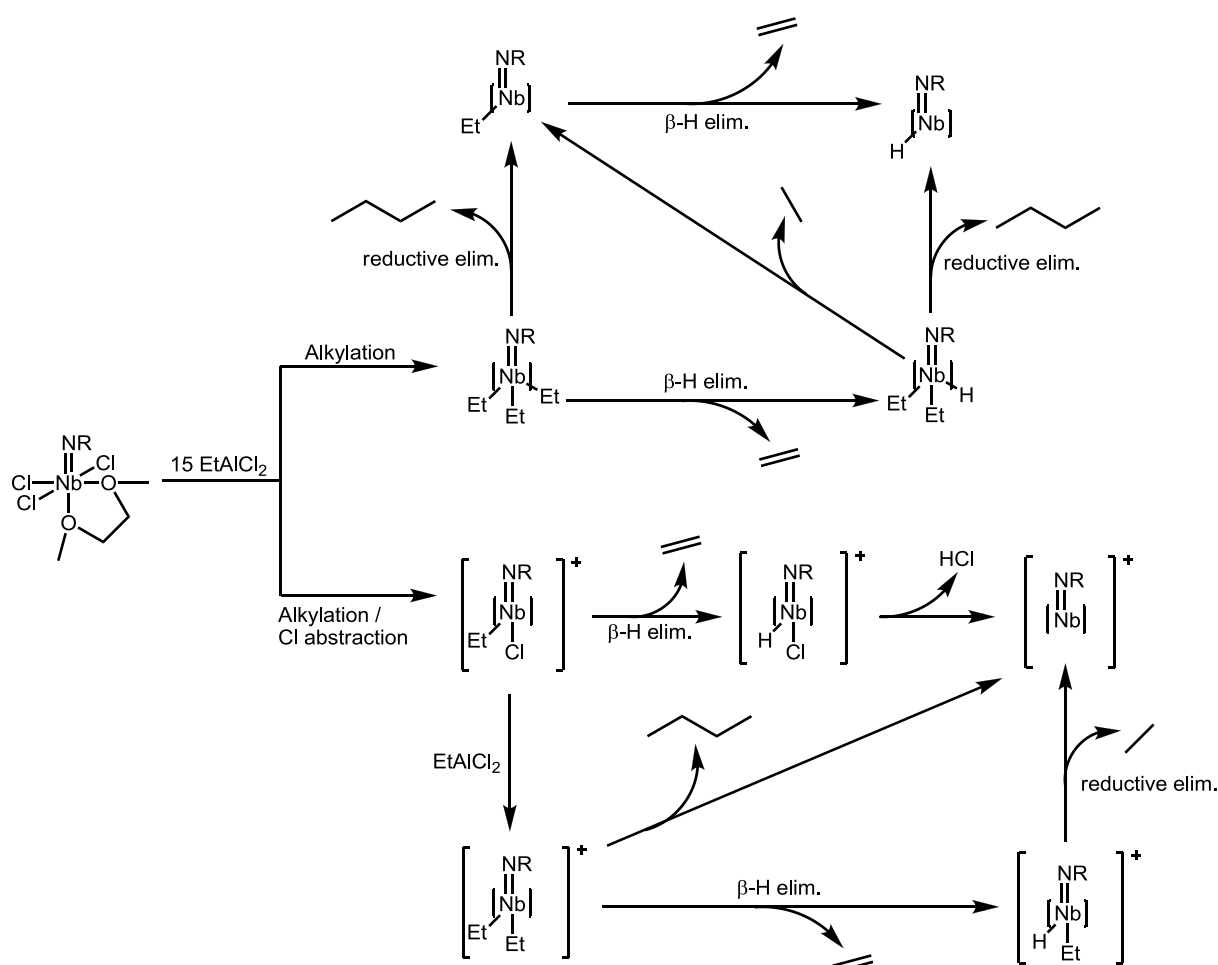 NR
[Nb]
Et
β-H elim.
NR
[Nb]
H
reductive elim.
reductive elim.
Alkylation
NR
[Nb]
Et
Et
Et
β-H elim.
NR
[Nb]
Et
Et
H
NR
Cl
Cl
Nb
O
Cl
O
15 EtAlCl2
Alkylation /
Cl abstraction
NR
[Nb]
Et
Cl
+
β-H elim.
NR
[Nb]
H
Cl
+
HCl
NR
[Nb]
+
EtAlCl2
reductive elim.
NR
[Nb]
Et
Et
+
β-H elim.
NR
[Nb]
H
Et
+